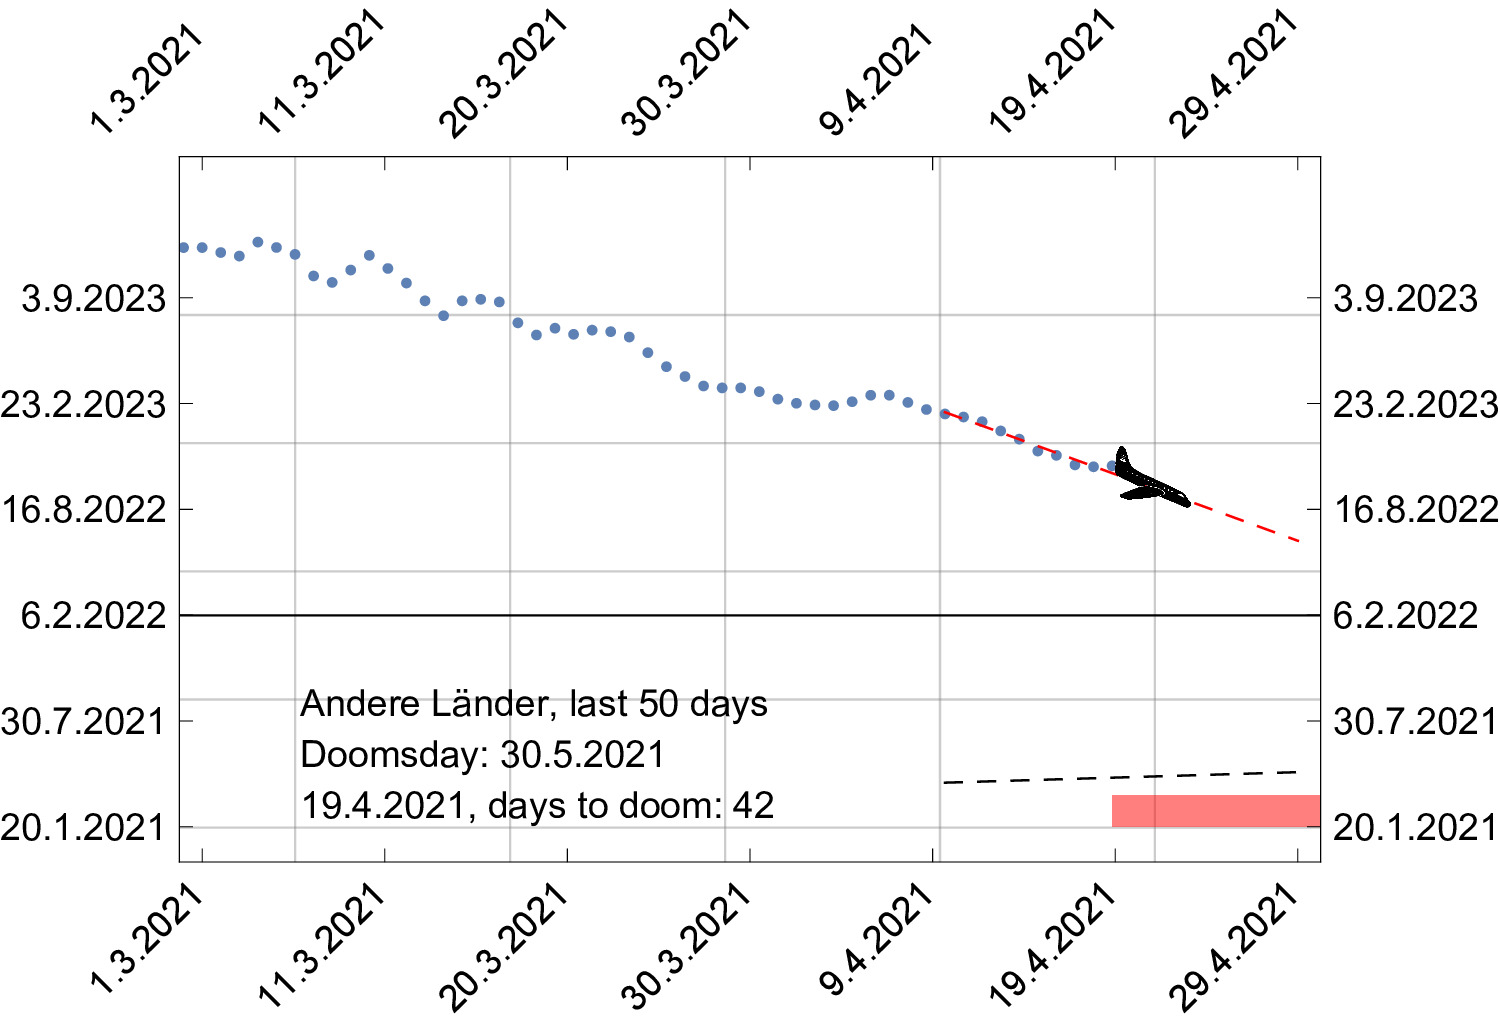 1.3.2021 11.3.2021 20.3.2021 30.3.2021 9.4.2021 19.4.2021 29.4.2021
3.9.2023 3.9.2023
23.2.2023 23.2.2023
16.8.2022 16.8.2022
6.2.2022 6.2.2022
Andere Länder, last 50 days
30.7.2021 30.7.2021
Doomsday: 30.5.2021
19.4.2021, days to doom: 42
20.1.2021 20.1.2021
1.3.2021 11.3.2021 20.3.2021 30.3.2021 9.4.2021 19.4.2021 29.4.2021